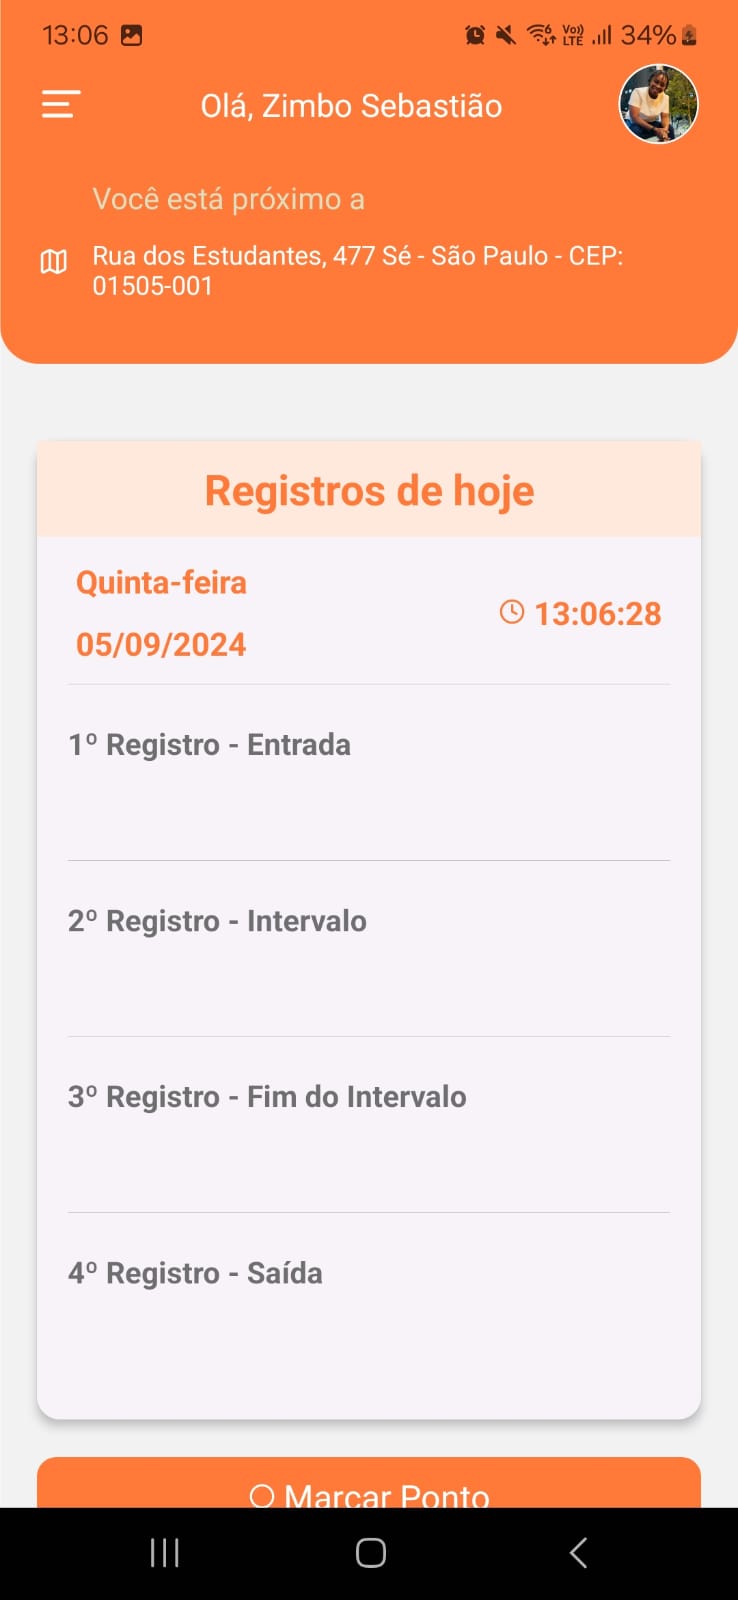 13:06
Vo)) LTE 34%
Olá, Zimbo Sebastião
Você está próximo a
Rua dos Estudantes, 477 Sé - São Paulo - CEP:
01505-001
Registros de hoje
Quinta-feira
13:06:28
05/09/2024
1º Registro - Entrada
2º Registro - Intervalo
3º Registro - Fim do Intervalo
4º Registro - Saída
Marcar Ponto